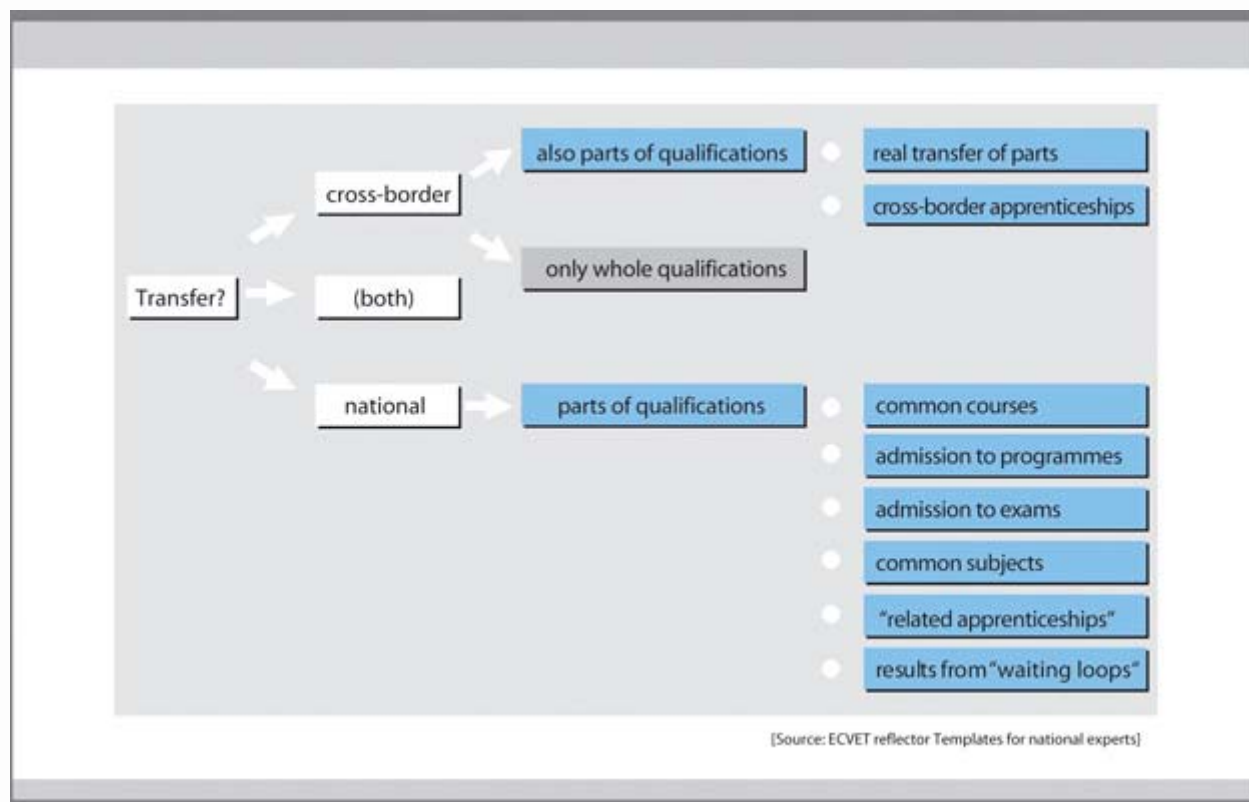 also parts of qualifications
real transfer of parts
cross-border
cross-border apprenticeships
only whole qualifications
Transfer?
(both)
national
parts of qualifications
common courses
admission to programmes
admission to exams
common subjects
“related apprenticeships“
results from “waiting loops“
[Source: ECVET reflector Templates for national experts]